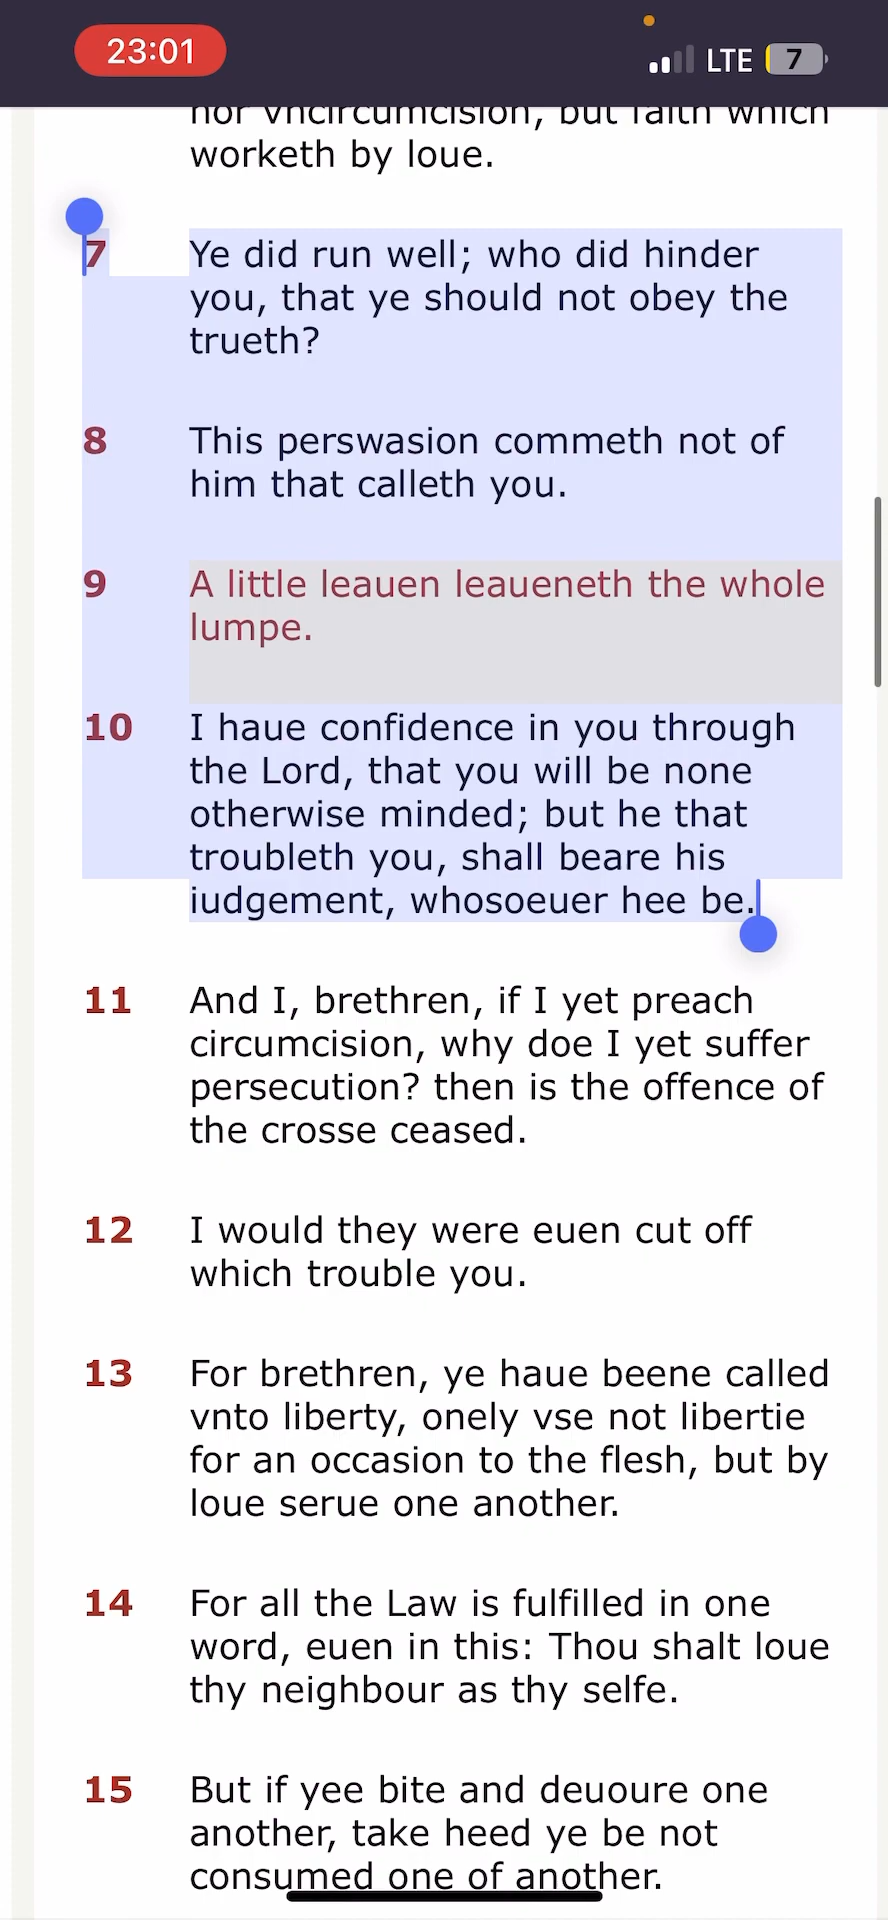 23:01
LTE 7
nor vncircumcision, but faith which
worketh by loue.
7 Ye did run well; who did hinder
you, that ye should not obey the
trueth?
8 This perswasion commeth not of
him that calleth you.
9 A little leauen leaueneth the whole
lumpe.
10 I haue confidence in you through
the Lord, that you will be none
otherwise minded; but he that
troubleth you, shall beare his
iudgement, whosoeuer hee be.
11 And I, brethren, if I yet preach
circumcision, why doe I yet suffer
persecution? then is the offence of
the crosse ceased.
12 I would they were euen cut off
which trouble you.
13 For brethren, ye haue beene called
vnto liberty, onely vse not libertie
for an occasion to the flesh, but by
loue serue one another.
14 For all the Law is fulfilled in one
word, euen in this: Thou shalt loue
thy neighbour as thy selfe.
15 But if yee bite and deuoure one
another, take heed ye be not
consumed one of another.